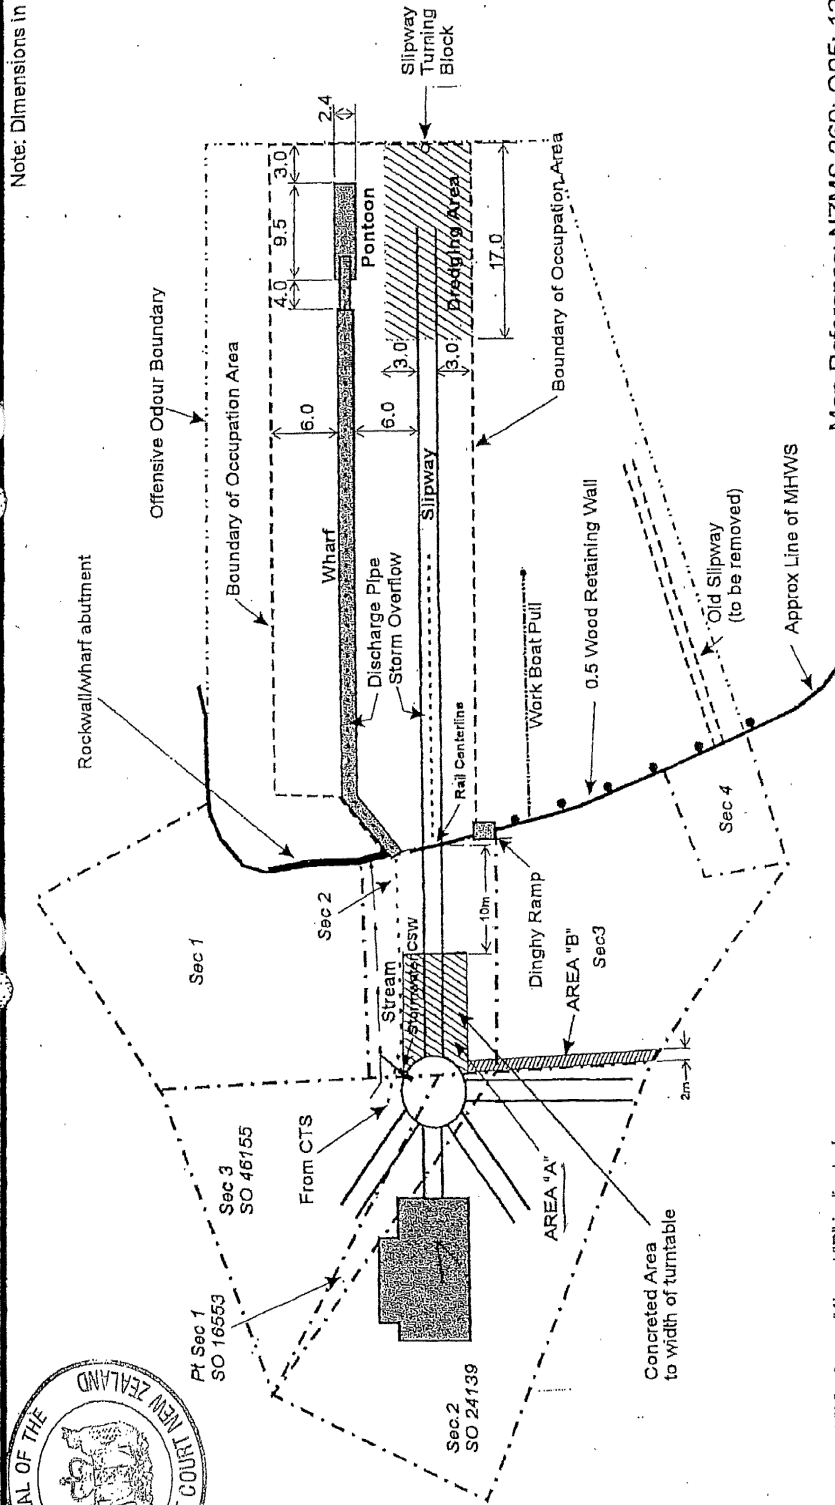 Note: Dimensions in
Slipway
Turning
Block
2.4
3.0
9.5
4.0
Pontoon
Dredging Area
17.0
Offensive Odour Boundary
Boundary of Occupation Area
Boundary of Occupation Area
6.0
6.0
3.0
3.0
Wharf
Slipway
Discharge Pipe
Storm Overflow
Rail Centerline
Work Boat Pull
0.5 Wood Retaining Wall
Old Slipway
(to be removed)
Approx Line of MHWS
Rockwall/wharf abutment
Sec 1
Sec 2
Stream
Stormwater csw
10m
Dinghy Ramp
AREA "B"
Sec3
Sec 4
2m
From CTS
Sec 3
SO 46155
Pt Sec 1
SO 16553
Sec.2
SO 24139
AREA "A"
Concreted Area
to width of turntable
AL OF THE
COURT NEW ZEALAND